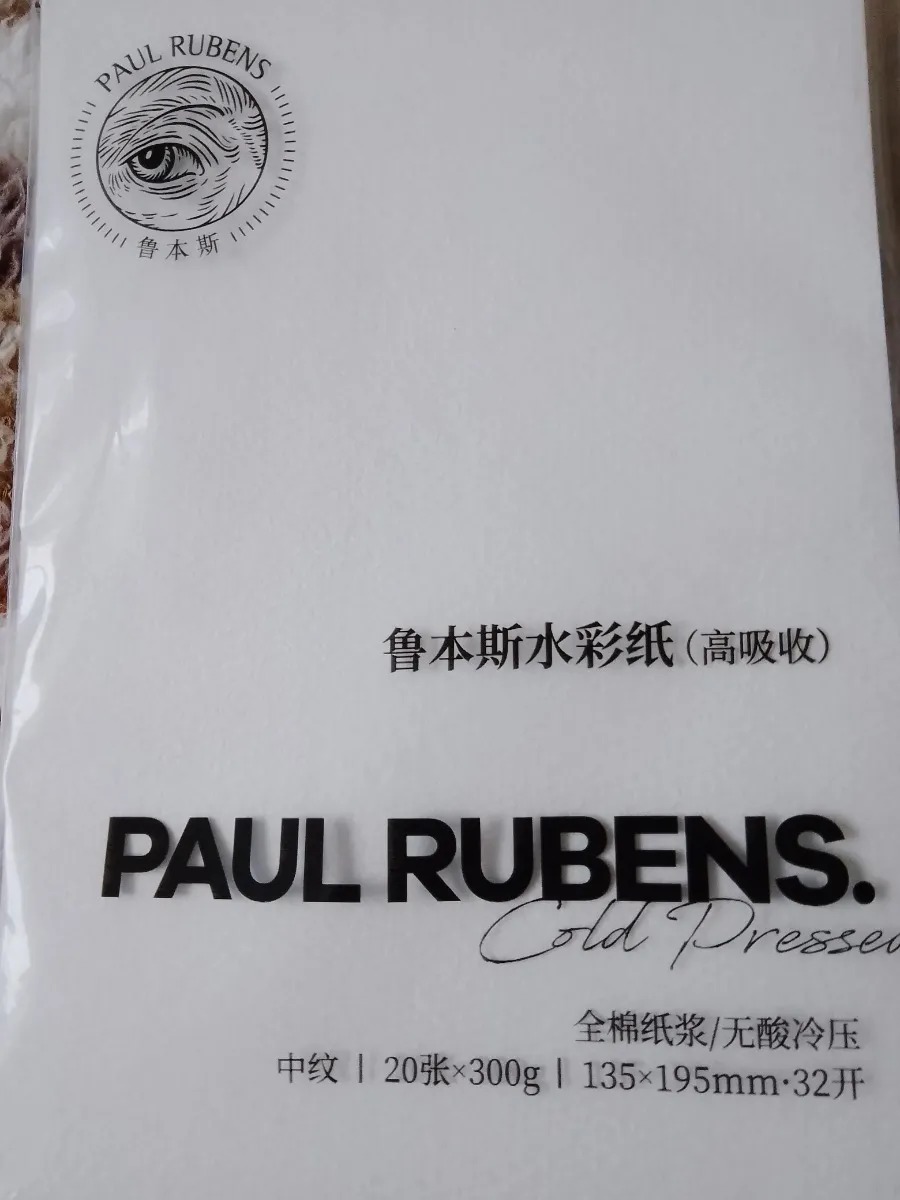 PAUL RUBENS
鲁本斯
鲁本斯水彩纸（高吸收）
PAUL RUBENS.
Cold Pressed
全棉纸浆/无酸冷压
中纹 | 20张×300g | 135×195mm·32开